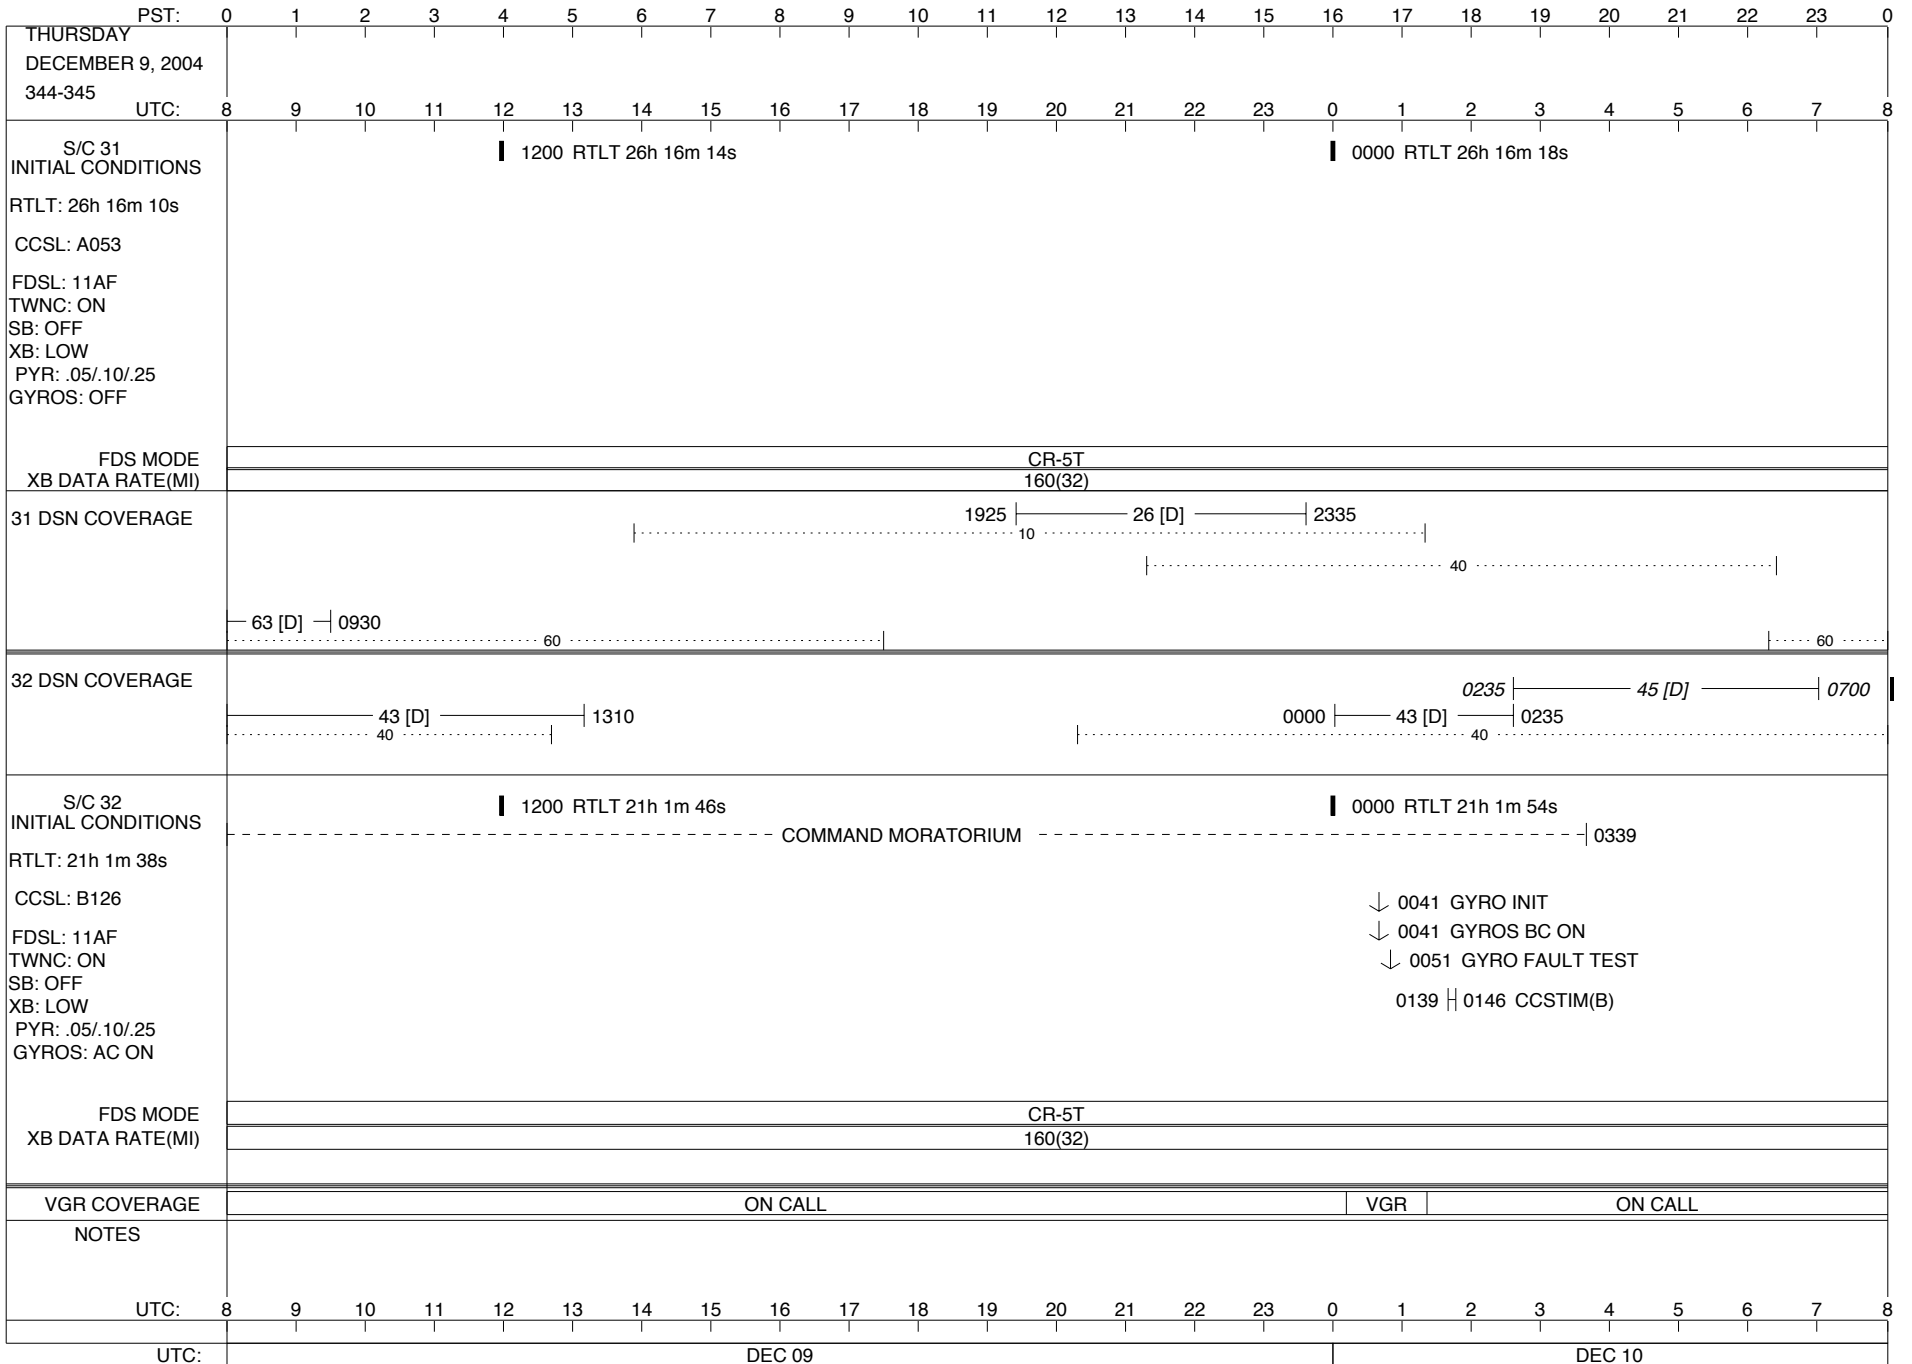 PST: 0 1 2 3 4 5 6 7 8 9 10 11 12 13 14 15 16 17 18 19 20 21 22 23 0
THURSDAY
DECEMBER 9, 2004
344-345
UTC: 8 9 10 11 12 13 14 15 16 17 18 19 20 21 22 23 0 1 2 3 4 5 6 7 8
S/C 31
INITIAL CONDITIONS
1200 RTLT 26h 16m 14s
0000 RTLT 26h 16m 18s
RTLT: 26h 16m 10s
CCSL: A053
FDSL: 11AF
TWNC: ON
SB: OFF
XB: LOW
PYR: .05/.10/.25
GYROS: OFF
FDS MODE CR-5T
XB DATA RATE(MI) 160(32)
31 DSN COVERAGE
1925 26 [D] 2335
10
40
63 [D] 0930
60 60
32 DSN COVERAGE
0235 45 [D] 0700
43 [D] 1310 0000 43 [D] 0235
40 40
S/C 32
INITIAL CONDITIONS
1200 RTLT 21h 1m 46s
0000 RTLT 21h 1m 54s
COMMAND MORATORIUM 0339
RTLT: 21h 1m 38s
CCSL: B126
0041 GYRO INIT
0041 GYROS BC ON
FDSL: 11AF
TWNC: ON
0051 GYRO FAULT TEST
SB: OFF
XB: LOW
0139 0146 CCSTIM(B)
PYR: .05/.10/.25
GYROS: AC ON
FDS MODE CR-5T
XB DATA RATE(MI) 160(32)
VGR COVERAGE ON CALL VGR ON CALL
NOTES
UTC: 8 9 10 11 12 13 14 15 16 17 18 19 20 21 22 23 0 1 2 3 4 5 6 7 8
UTC: DEC 09 DEC 10